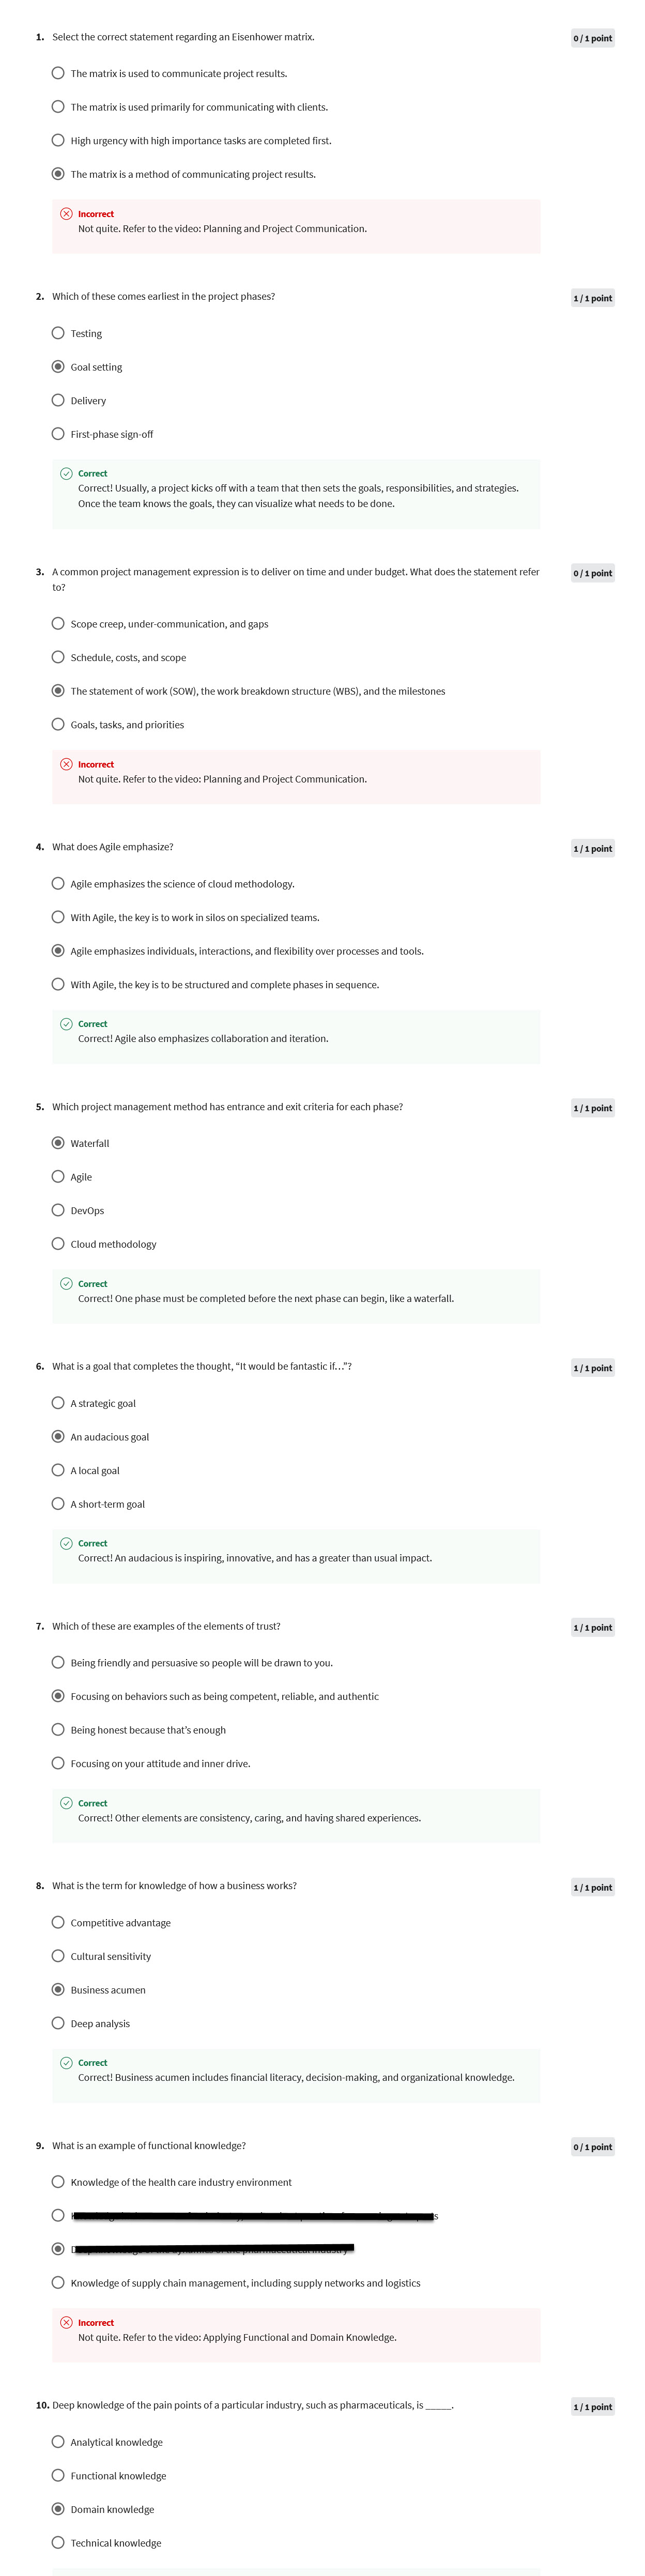 1. Select the correct statement regarding an Eisenhower matrix.
0 / 1 point
The matrix is used to communicate project results.
The matrix is used primarily for communicating with clients.
High urgency with high importance tasks are completed first.
The matrix is a method of communicating project results.
Incorrect
Not quite. Refer to the video: Planning and Project Communication.
2. Which of these comes earliest in the project phases?
1 / 1 point
Testing
Goal setting
Delivery
First-phase sign-off
Correct
Correct! Usually, a project kicks off with a team that then sets the goals, responsibilities, and strategies.
Once the team knows the goals, they can visualize what needs to be done.
3. A common project management expression is to deliver on time and under budget. What does the statement refer
to?
0 / 1 point
Scope creep, under-communication, and gaps
Schedule, costs, and scope
The statement of work (SOW), the work breakdown structure (WBS), and the milestones
Goals, tasks, and priorities
Incorrect
Not quite. Refer to the video: Planning and Project Communication.
4. What does Agile emphasize?
1 / 1 point
Agile emphasizes the science of cloud methodology.
With Agile, the key is to work in silos on specialized teams.
Agile emphasizes individuals, interactions, and flexibility over processes and tools.
With Agile, the key is to be structured and complete phases in sequence.
Correct
Correct! Agile also emphasizes collaboration and iteration.
5. Which project management method has entrance and exit criteria for each phase?
1 / 1 point
Waterfall
Agile
DevOps
Cloud methodology
Correct
Correct! One phase must be completed before the next phase can begin, like a waterfall.
6. What is a goal that completes the thought, “It would be fantastic if…”?
1 / 1 point
A strategic goal
An audacious goal
A local goal
A short-term goal
Correct
Correct! An audacious is inspiring, innovative, and has a greater than usual impact.
7. Which of these are examples of the elements of trust?
1 / 1 point
Being friendly and persuasive so people will be drawn to you.
Focusing on behaviors such as being competent, reliable, and authentic
Being honest because that’s enough
Focusing on your attitude and inner drive.
Correct
Correct! Other elements are consistency, caring, and having shared experiences.
8. What is the term for knowledge of how a business works?
1 / 1 point
Competitive advantage
Cultural sensitivity
Business acumen
Deep analysis
Correct
Correct! Business acumen includes financial literacy, decision-making, and organizational knowledge.
9. What is an example of functional knowledge?
0 / 1 point
Knowledge of the health care industry environment
Knowledge of supply chain management, including supply networks and logistics
Incorrect
Not quite. Refer to the video: Applying Functional and Domain Knowledge.
10. Deep knowledge of the pain points of a particular industry, such as pharmaceuticals, is _____.
1 / 1 point
Analytical knowledge
Functional knowledge
Domain knowledge
Technical knowledge